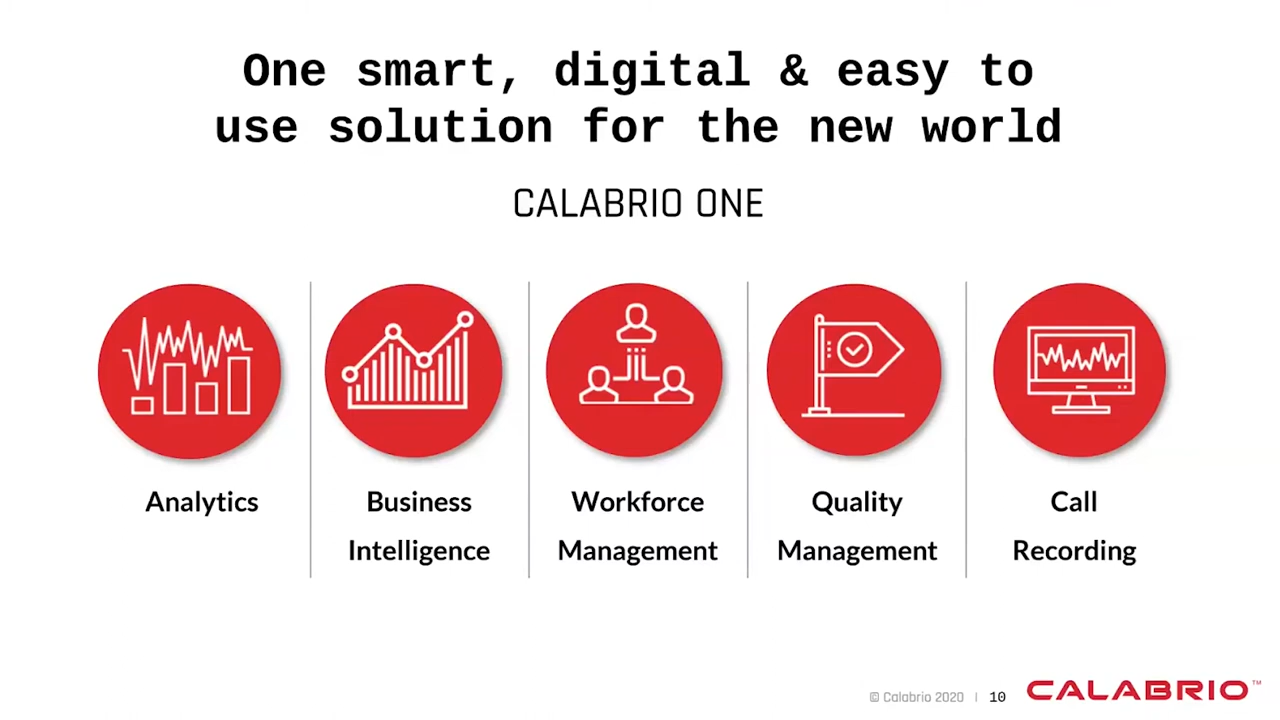 One smart, digital & easy to
use solution for the new world
CALABRIO ONE
Analytics
Business
Intelligence
Workforce
Management
Quality
Management
Call
Recording
© Calabrio 2020 | 10
CALABRIO™